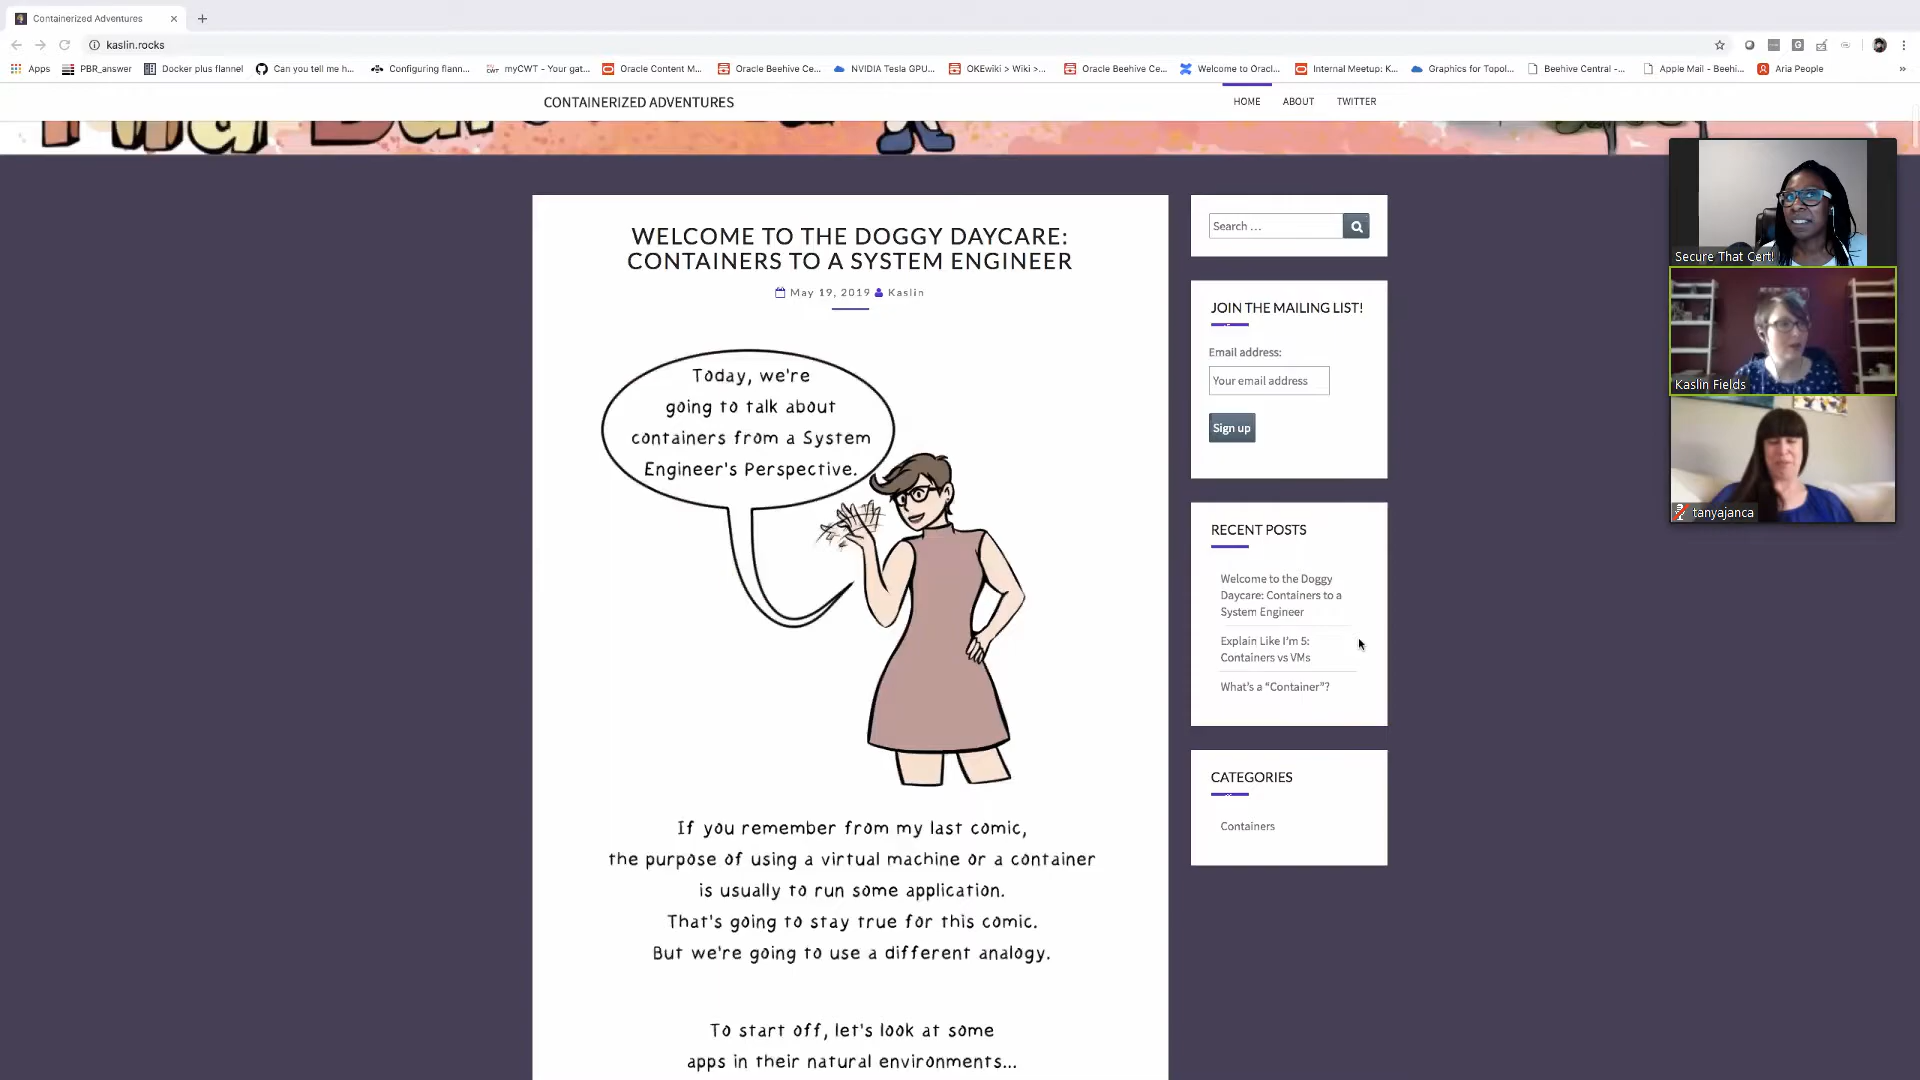 Containerized Adventures
kaslin.rocks
Apps
PBR_answer
Docker plus flannel
Can you tell me h...
Configuring flann...
myCWT - Your gat...
Oracle Content M...
Oracle Beehive Ce...
NVIDIA Tesla GPU...
OKEwiki > Wiki >...
Oracle Beehive Ce...
Welcome to Oracl...
Internal Meetup: K...
Graphics for Topol...
Beehive Central -...
Apple Mail - Beehi...
Aria People
CONTAINERIZED ADVENTURES
HOME
ABOUT
TWITTER
WELCOME TO THE DOGGY DAYCARE:
CONTAINERS TO A SYSTEM ENGINEER
May 19, 2019 Kaslin
Today, we're
going to talk about
containers from a System
Engineer's Perspective.
If you remember from my last comic,
the purpose of using a virtual machine or a container
is usually to run some application.
That's going to stay true for this comic.
But we're going to use a different analogy.
To start off, let's look at some
apps in their natural environments...
Search ...
JOIN THE MAILING LIST!
Email address:
Your email address
Sign up
RECENT POSTS
Welcome to the Doggy
Daycare: Containers to a
System Engineer
Explain Like I'm 5:
Containers vs VMs
What's a “Container”?
CATEGORIES
Containers
Secure That Cert!
Kaslin Fields
tanyajanca